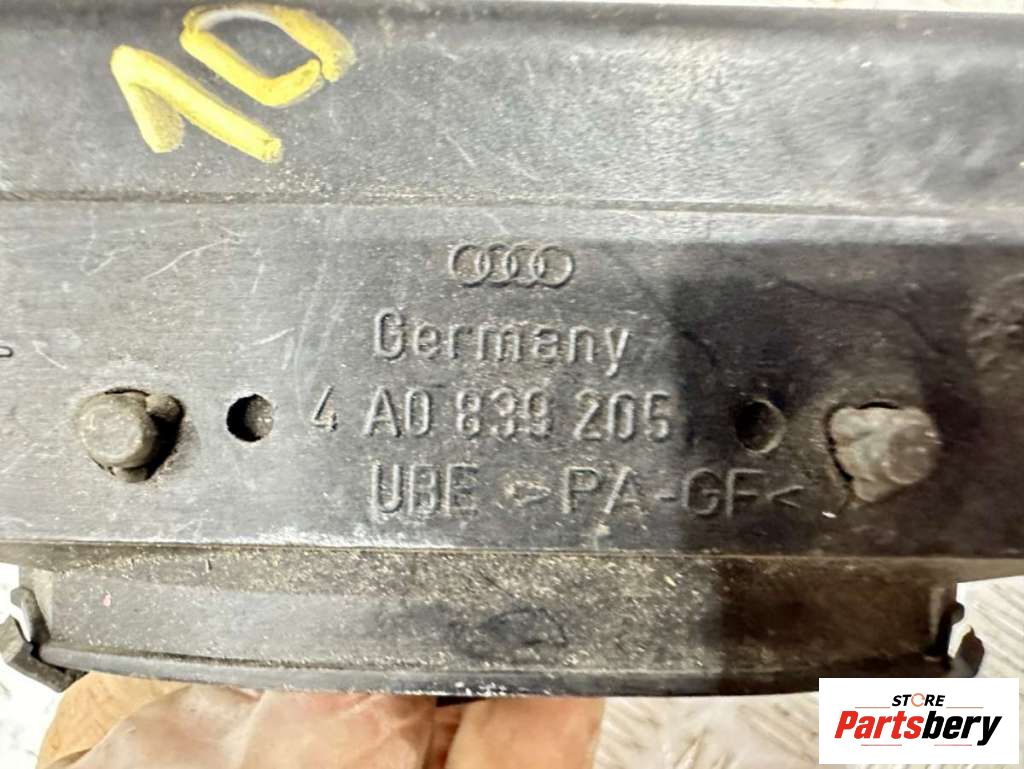 10
Germany
4 A0 839 205
UBE >PA-GF<
STORE
Partsbery